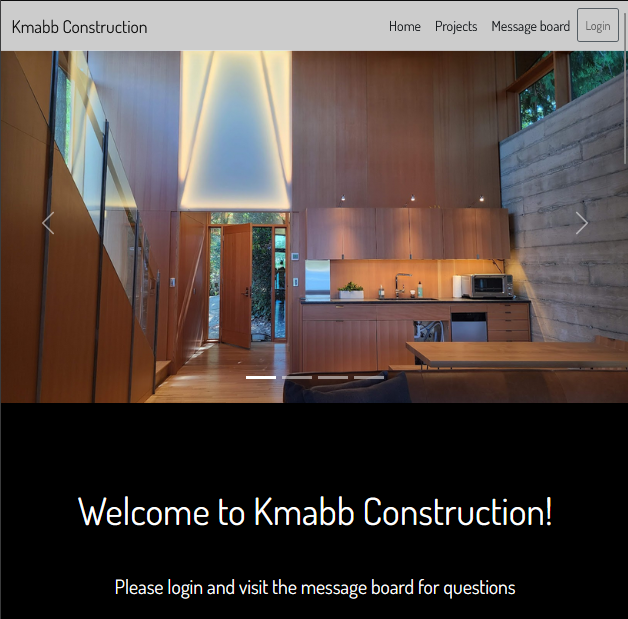 Kmabb Construction
Home Projects Message board Login
Welcome to Kmabb Construction!
Please login and visit the message board for questions